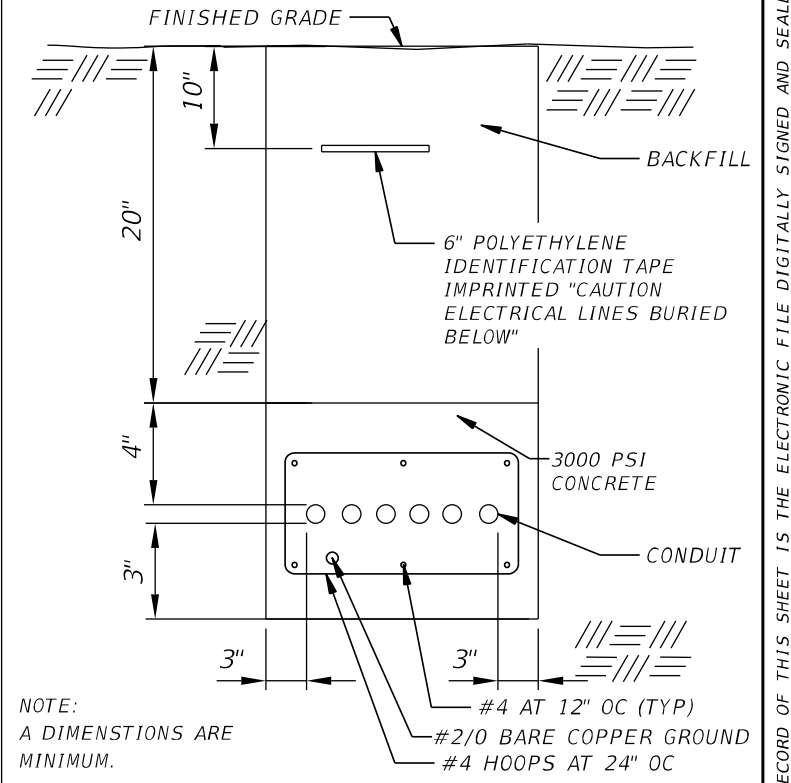 FINISHED GRADE
10"
BACKFILL
20"
6" POLYETHYLENE
IDENTIFICATION TAPE
IMPRINTED "CAUTION
ELECTRICAL LINES BURIED
BELOW"
4"
3000 PSI
CONCRETE
CONDUIT
3"
3"
3"
#4 AT 12" OC (TYP)
#2/0 BARE COPPER GROUND
#4 HOOPS AT 24" OC
NOTE:
A DIMENSTIONS ARE
MINIMUM.
OF THIS SHEET IS THE ELECTRONIC FILE DIGITALLY SIGNED AND